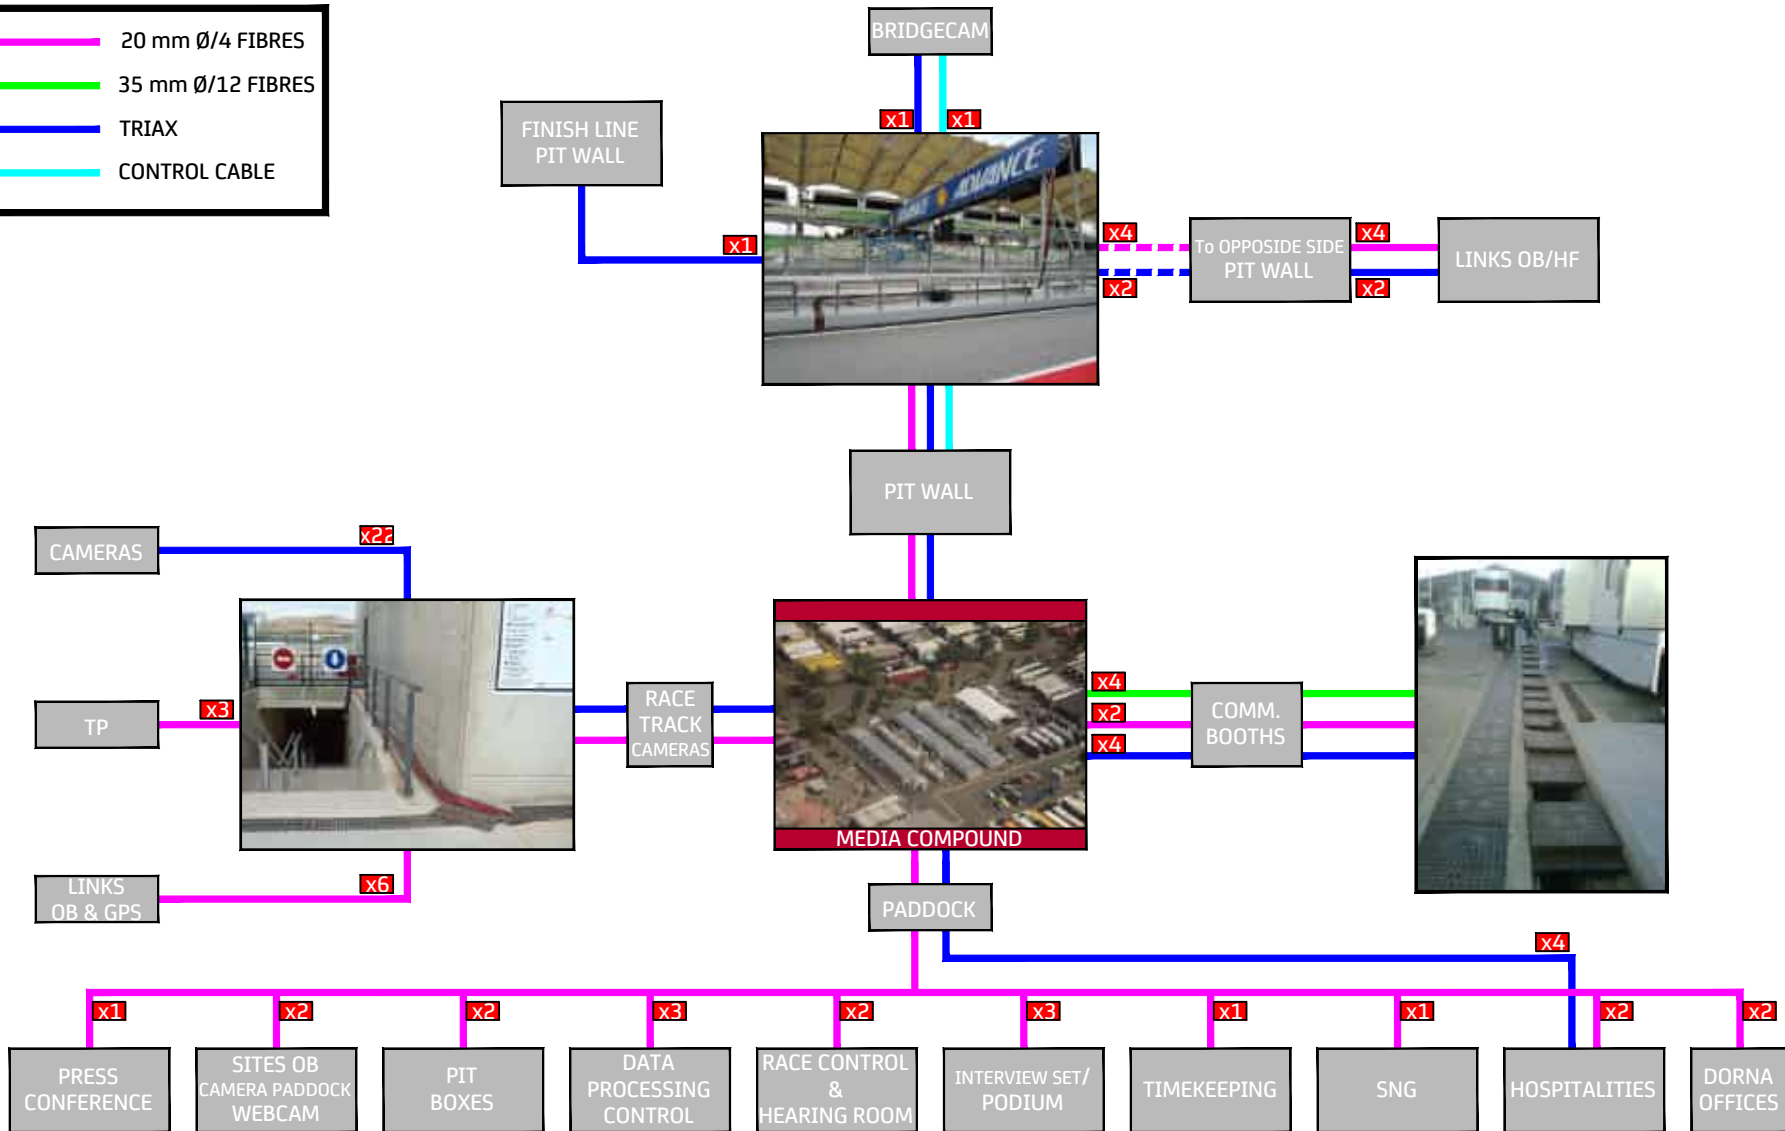 20 mm Ø/4 FIBRES
35 mm Ø/12 FIBRES
TRIAX
CONTROL CABLE
BRIDGECAM
x1
x1
FINISH LINE
PIT WALL
x1
ADVANCE
x4
x2
To OPPOSIDE SIDE
PIT WALL
x4
x2
LINKS OB/HF
PIT WALL
CAMERAS
x22
TP
x3
LINKS
OB & GPS
x6
RACE
TRACK
CAMERAS
MEDIA COMPOUND
x4
x2
x4
COMM.
BOOTHS
PADDOCK
x4
x1
x2
x2
x3
x2
x3
x1
x1
x2
x2
PRESS
CONFERENCE
SITES OB
CAMERA PADDOCK
WEBCAM
PIT
BOXES
DATA
PROCESSING
CONTROL
RACE CONTROL
&
HEARING ROOM
INTERVIEW SET/
PODIUM
TIMEKEEPING
SNG
HOSPITALITIES
DORNA
OFFICES